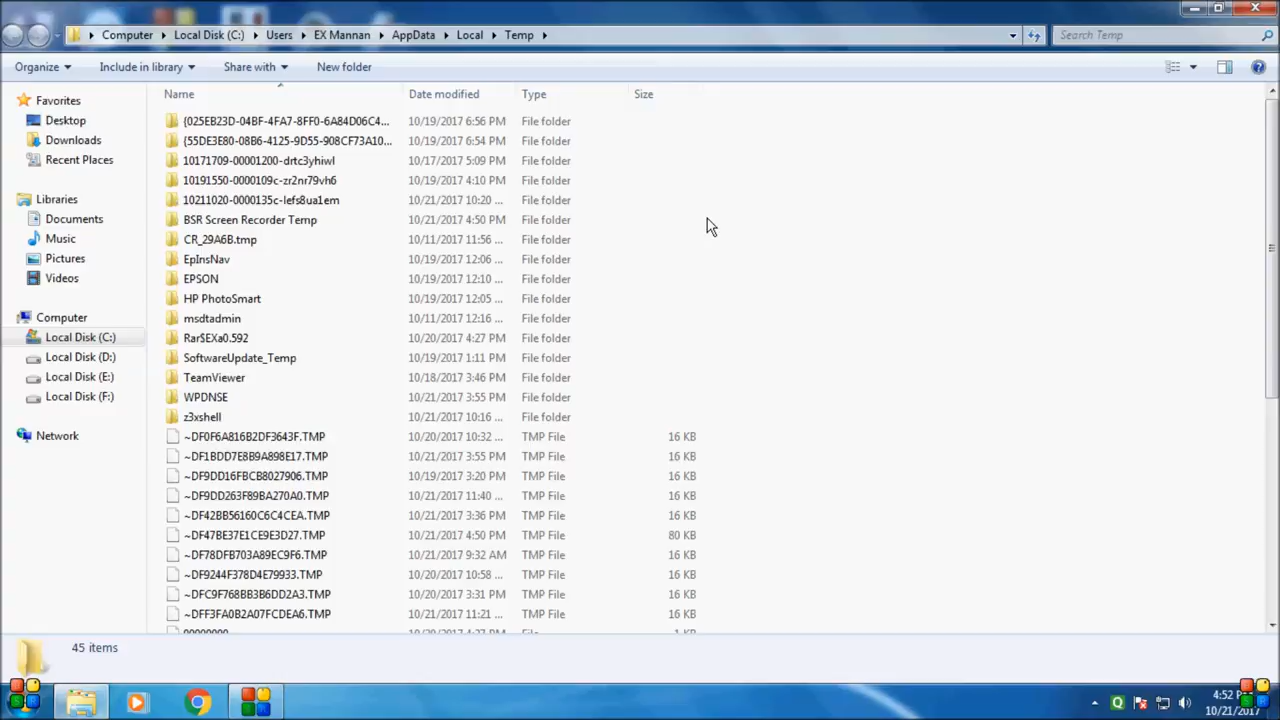 Computer Local Disk (C:) Users EX Mannan AppData Local Temp Search Temp
Organize Include in library Share with New folder
Favorites
Desktop
Downloads
Recent Places
Libraries
Documents
Music
Pictures
Videos
Computer
Local Disk (C:)
Local Disk (D:)
Local Disk (E:)
Local Disk (F:)
Network
Name Date modified Type Size
{025EB23D-04BF-4FA7-8FF0-6A84D06C4... 10/19/2017 6:56 PM File folder
{55DE3E80-08B6-4125-9D55-908CF73A10... 10/19/2017 6:54 PM File folder
10171709-00001200-drtc3yhiwl 10/17/2017 5:09 PM File folder
10191550-0000109c-zr2nr79vh6 10/19/2017 4:10 PM File folder
10211020-0000135c-lefs8ua1em 10/21/2017 10:20 ... File folder
BSR Screen Recorder Temp 10/21/2017 4:50 PM File folder
CR_29A6B.tmp 10/11/2017 11:56 ... File folder
EpInsNav 10/19/2017 12:06 ... File folder
EPSON 10/19/2017 12:10 ... File folder
HP PhotoSmart 10/19/2017 12:05 ... File folder
msdtadmin 10/11/2017 12:16 ... File folder
Rar$EXa0.592 10/20/2017 4:27 PM File folder
SoftwareUpdate_Temp 10/19/2017 1:11 PM File folder
TeamViewer 10/18/2017 3:46 PM File folder
WPDNSE 10/21/2017 3:55 PM File folder
z3xshell 10/21/2017 10:16 ... File folder
~DF0F6A816B2DF3643F.TMP 10/20/2017 10:32 ... TMP File 16 KB
~DF1BDD7E8B9A898E17.TMP 10/21/2017 3:55 PM TMP File 16 KB
~DF9DD16FBCB8027906.TMP 10/19/2017 3:20 PM TMP File 16 KB
~DF9DD263F89BA270A0.TMP 10/21/2017 11:40 ... TMP File 16 KB
~DF42BB56160C6C4CEA.TMP 10/21/2017 3:36 PM TMP File 16 KB
~DF47BE37E1CE9E3D27.TMP 10/21/2017 4:50 PM TMP File 80 KB
~DF78DFB703A89EC9F6.TMP 10/21/2017 9:32 AM TMP File 16 KB
~DF9244F378D4E79933.TMP 10/20/2017 10:58 ... TMP File 16 KB
~DFC9F768BB3B6DD2A3.TMP 10/20/2017 3:31 PM TMP File 16 KB
~DFF3FA0B2A07FCDEA6.TMP 10/21/2017 11:21 ... TMP File 16 KB
45 items
4:52
10/21/2017